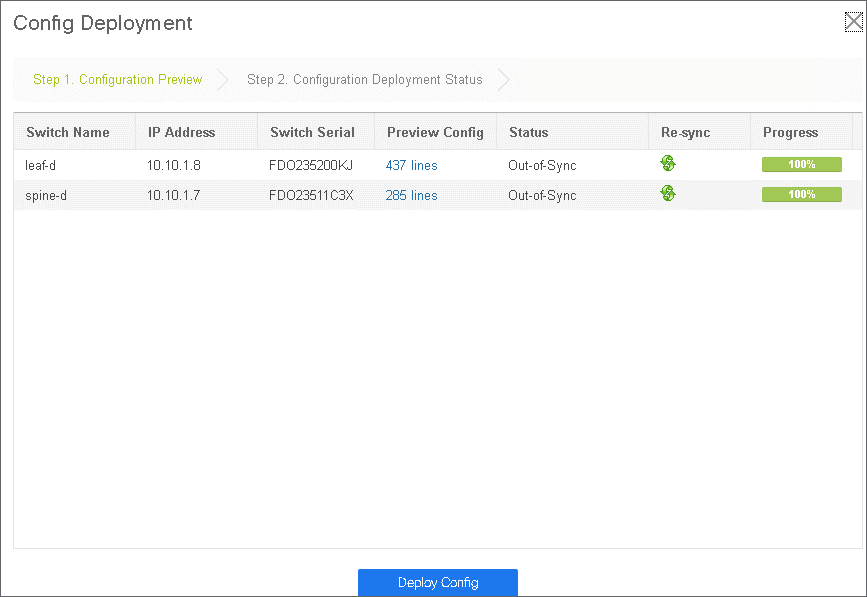 Config Deployment
Step 1. Configuration Preview Step 2. Configuration Deployment Status
Switch Name IP Address Switch Serial Preview Config Status Re-sync Progress
leaf-d 10.10.1.8 FDO235200KJ 437 lines Out-of-Sync 100%
spine-d 10.10.1.7 FDO23511C3X 285 lines Out-of-Sync 100%
Deploy Config